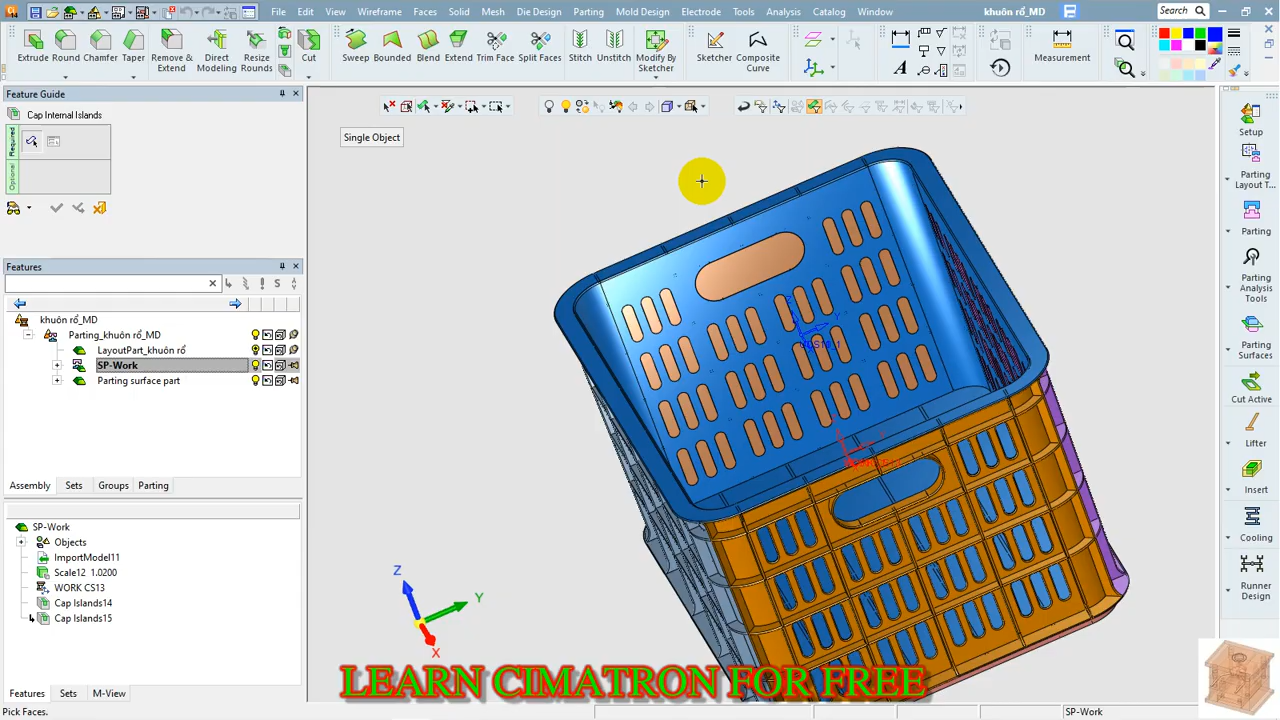 File Edit View Wireframe Faces Solid Mesh Die Design Parting Mold Design Electrode Tools Analysis Catalog Window khuôn rổ_MD Search
Extrude Round Chamfer Taper Remove & Extend Direct Modeling Resize Rounds Cut Sweep Bounded Blend Extend Trim Face Split Faces Stitch Unstitch Modify By Sketcher Sketcher Composite Curve Measurement
Feature Guide
Cap Internal Islands
Required
Optional
Single Object
Features
khuôn rổ_MD
Parting_khuôn rổ_MD
LayoutPart_khuôn rổ
SP-Work
Parting surface part
Assembly Sets Groups Parting
SP-Work
Objects
ImportModel11
Scale12 1.0200
WORK CS13
Cap Islands14
Cap Islands15
Features Sets M-View
Pick Faces.
Z
Y
X
Setup
Parting Layout T...
Parting
Parting Analysis Tools
Parting Surfaces
Cut Active
Lifter
Insert
Cooling
Runner Design
LEARN CIMATRON FOR FREE
SP-Work